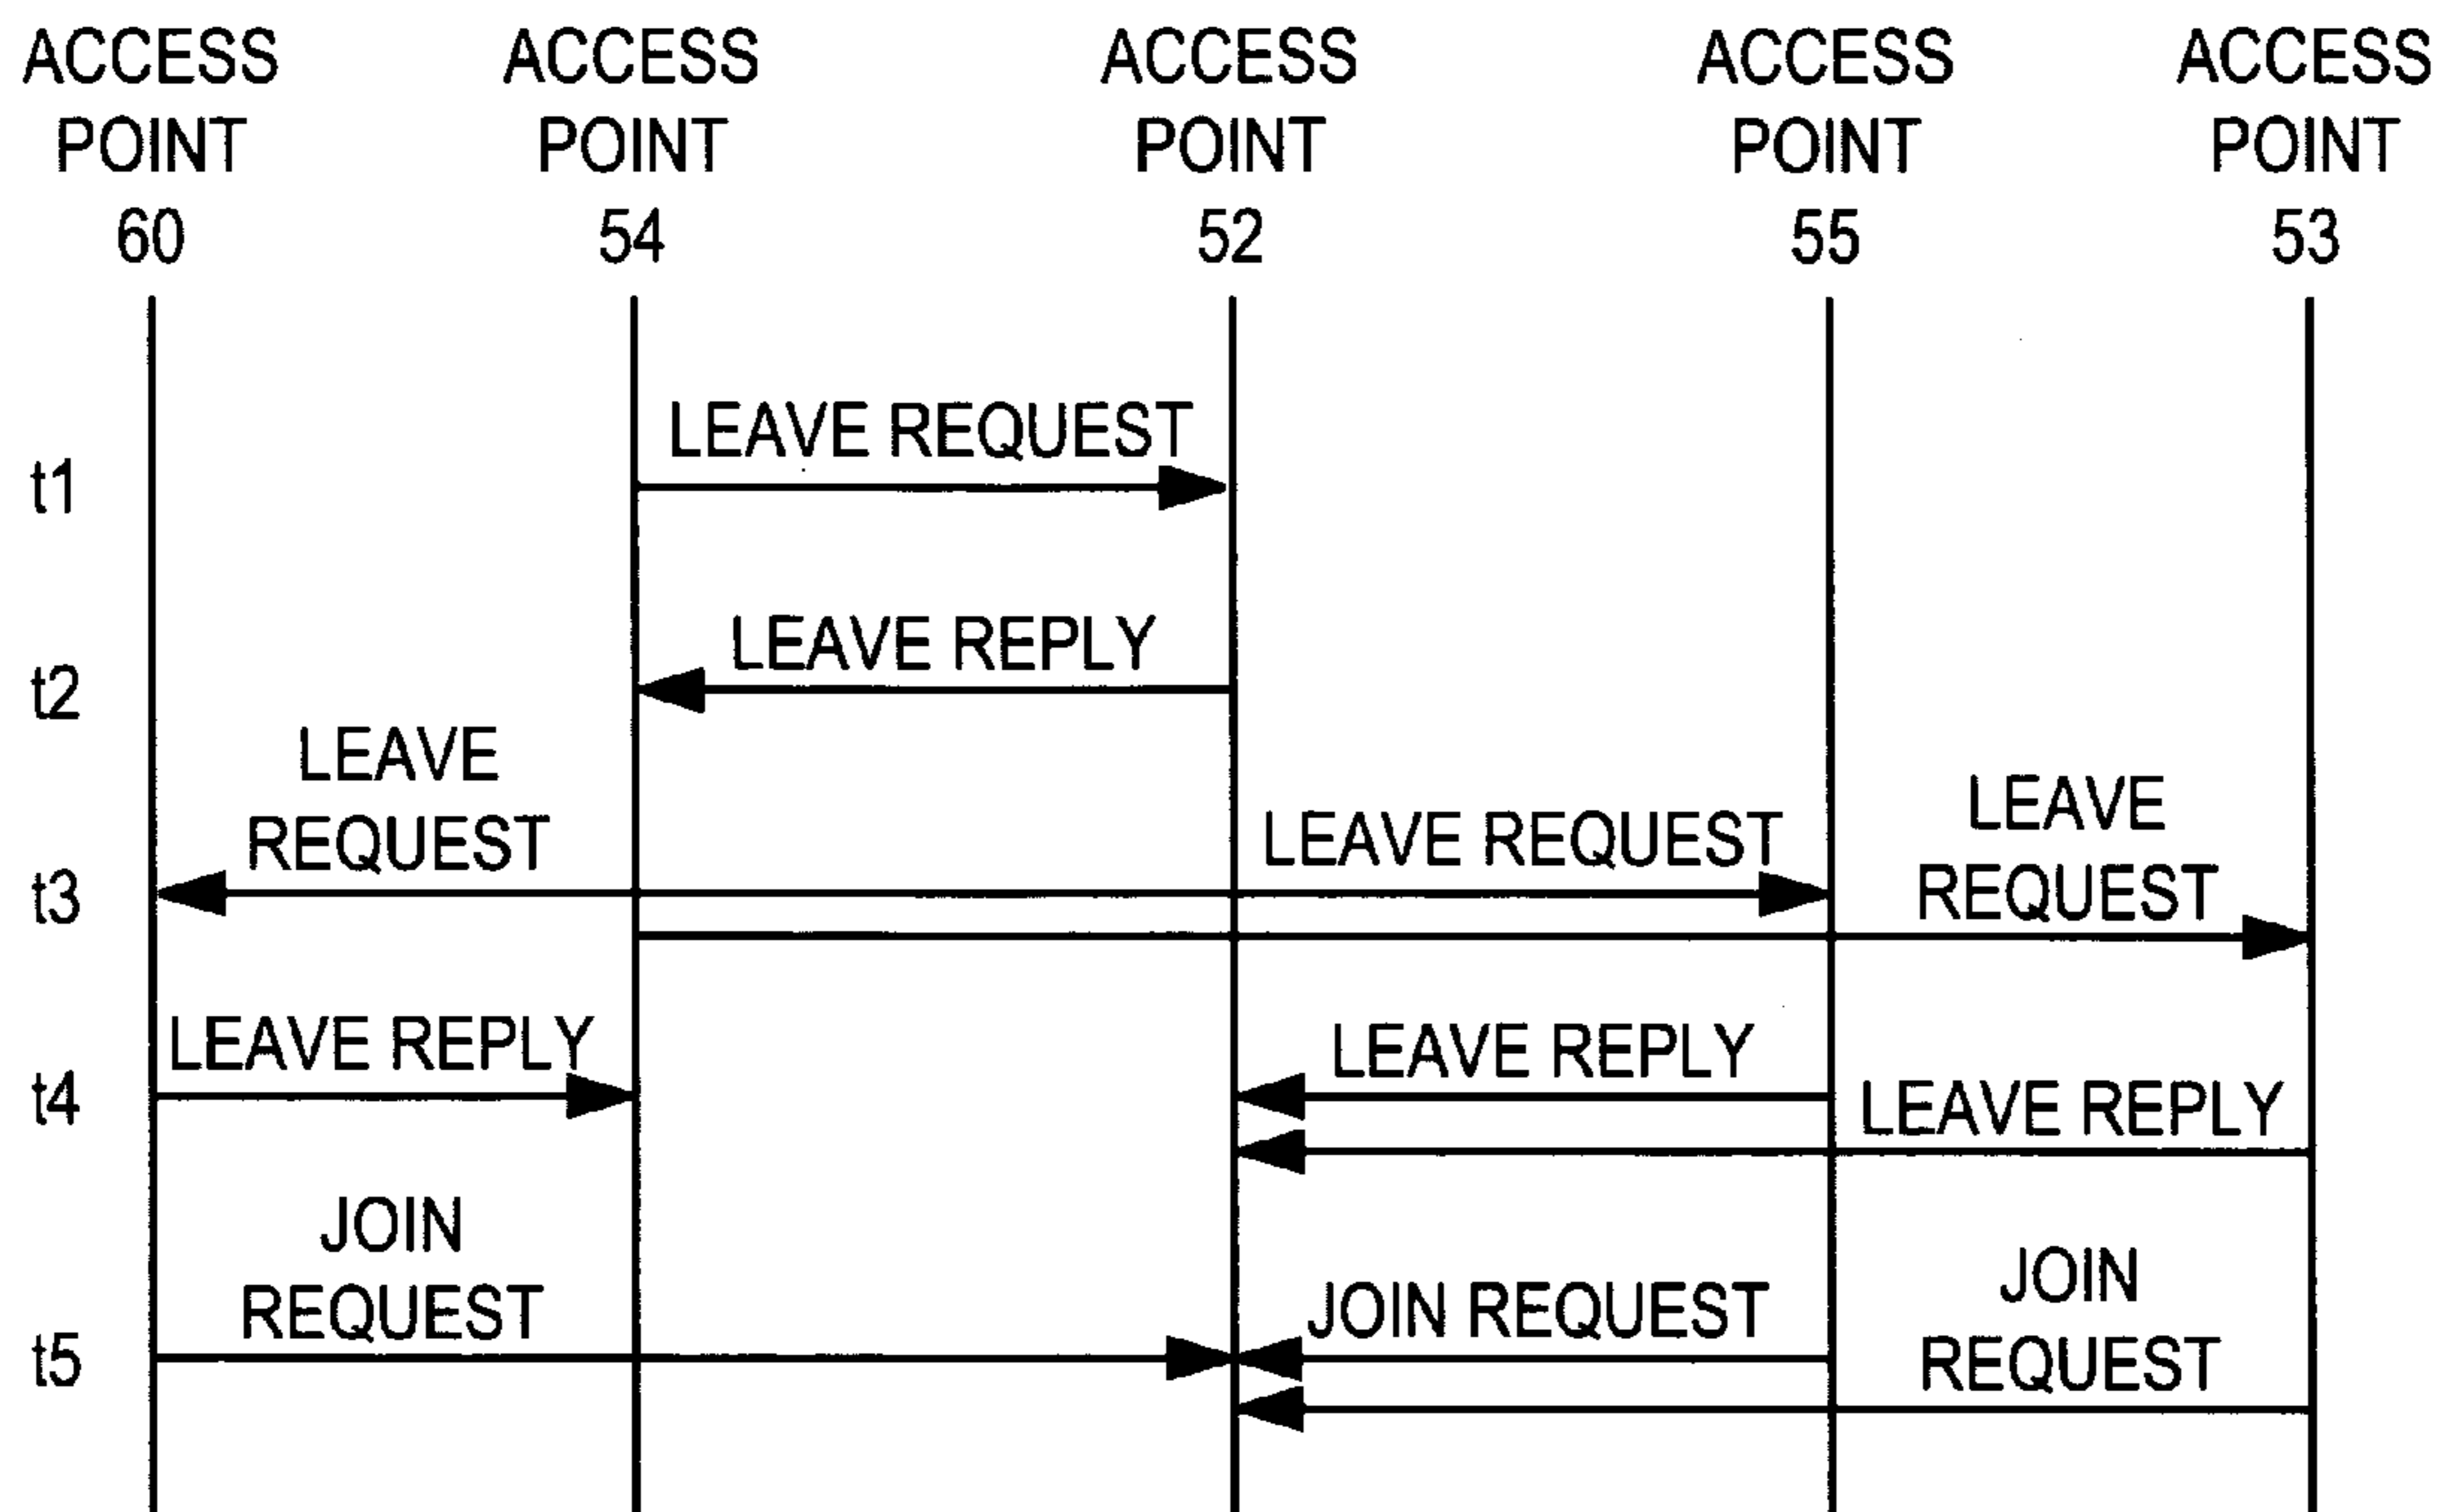 ACCESS
POINT
60
ACCESS
POINT
54
ACCESS
POINT
52
ACCESS
POINT
55
ACCESS
POINT
53
t1
LEAVE REQUEST
t2
LEAVE REPLY
t3
LEAVE
REQUEST
LEAVE REQUEST
LEAVE
REQUEST
t4
LEAVE REPLY
LEAVE REPLY
LEAVE REPLY
t5
JOIN
REQUEST
JOIN REQUEST
JOIN
REQUEST